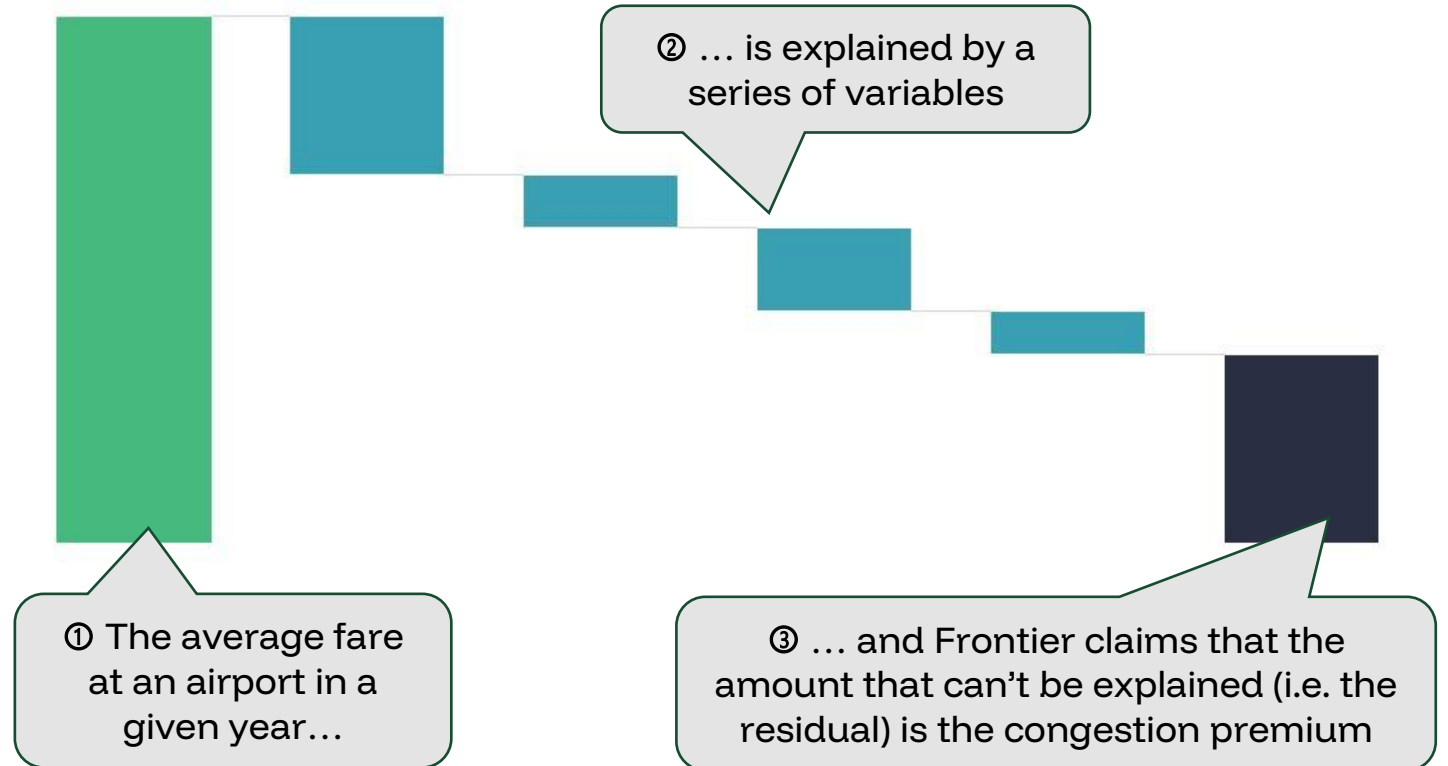 ① The average fare
at an airport in a
given year…
② … is explained by a
series of variables
③ … and Frontier claims that the
amount that can’t be explained (i.e. the
residual) is the congestion premium